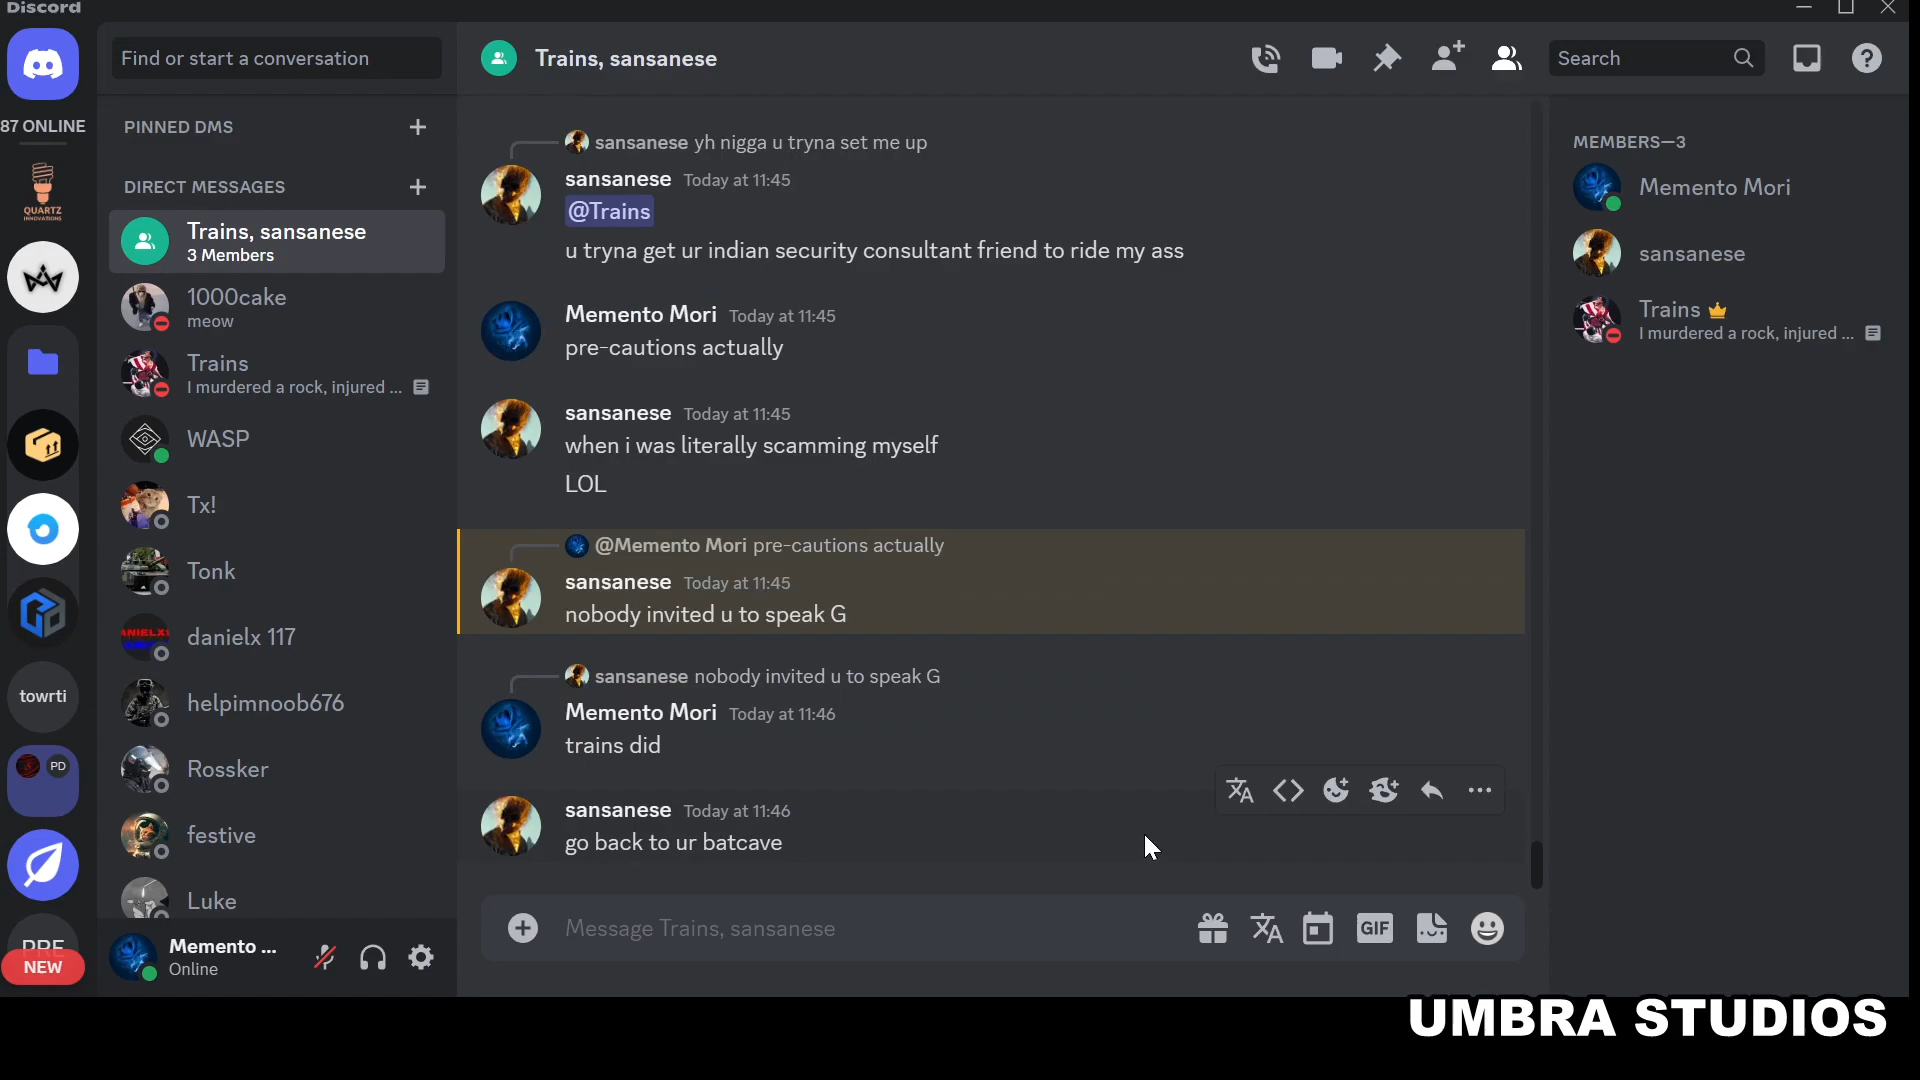 Discord
Find or start a conversation
Trains, sansanese
Search
87 ONLINE
QUARTZ
INNOVATIONS
towrti
PD
PRE
NEW
PINNED DMS
DIRECT MESSAGES
Trains, sansanese
3 Members
1000cake
meow
Trains
I murdered a rock, injured ...
WASP
Tx!
Tonk
danielx 117
helpimnoob676
Rossker
festive
Luke
Memento ...
Online
sansanese yh nigga u tryna set me up
sansanese Today at 11:45
@Trains
u tryna get ur indian security consultant friend to ride my ass
Memento Mori Today at 11:45
pre-cautions actually
sansanese Today at 11:45
when i was literally scamming myself
LOL
@Memento Mori pre-cautions actually
sansanese Today at 11:45
nobody invited u to speak G
sansanese nobody invited u to speak G
Memento Mori Today at 11:46
trains did
sansanese Today at 11:46
go back to ur batcave
Message Trains, sansanese
GIF
MEMBERS—3
Memento Mori
sansanese
Trains
I murdered a rock, injured ...
UMBRA STUDIOS